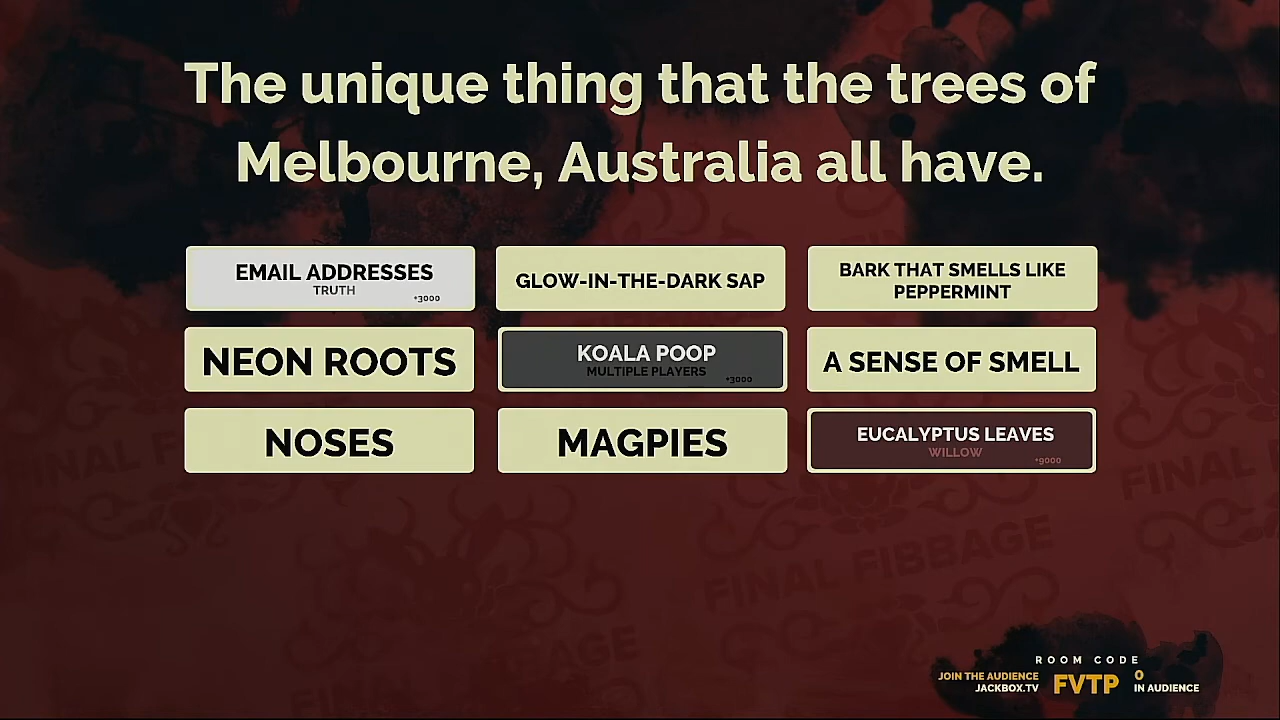 The unique thing that the trees of
Melbourne, Australia all have.
EMAIL ADDRESSES
TRUTH
+3000
GLOW-IN-THE-DARK SAP
BARK THAT SMELLS LIKE
PEPPERMINT
NEON ROOTS
KOALA POOP
MULTIPLE PLAYERS
+3000
A SENSE OF SMELL
NOSES
MAGPIES
EUCALYPTUS LEAVES
WILLOW
+9000
FINAL FIBBAGE
ROOM CODE
JOIN THE AUDIENCE
JACKBOX.TV
FVTP
0
IN AUDIENCE